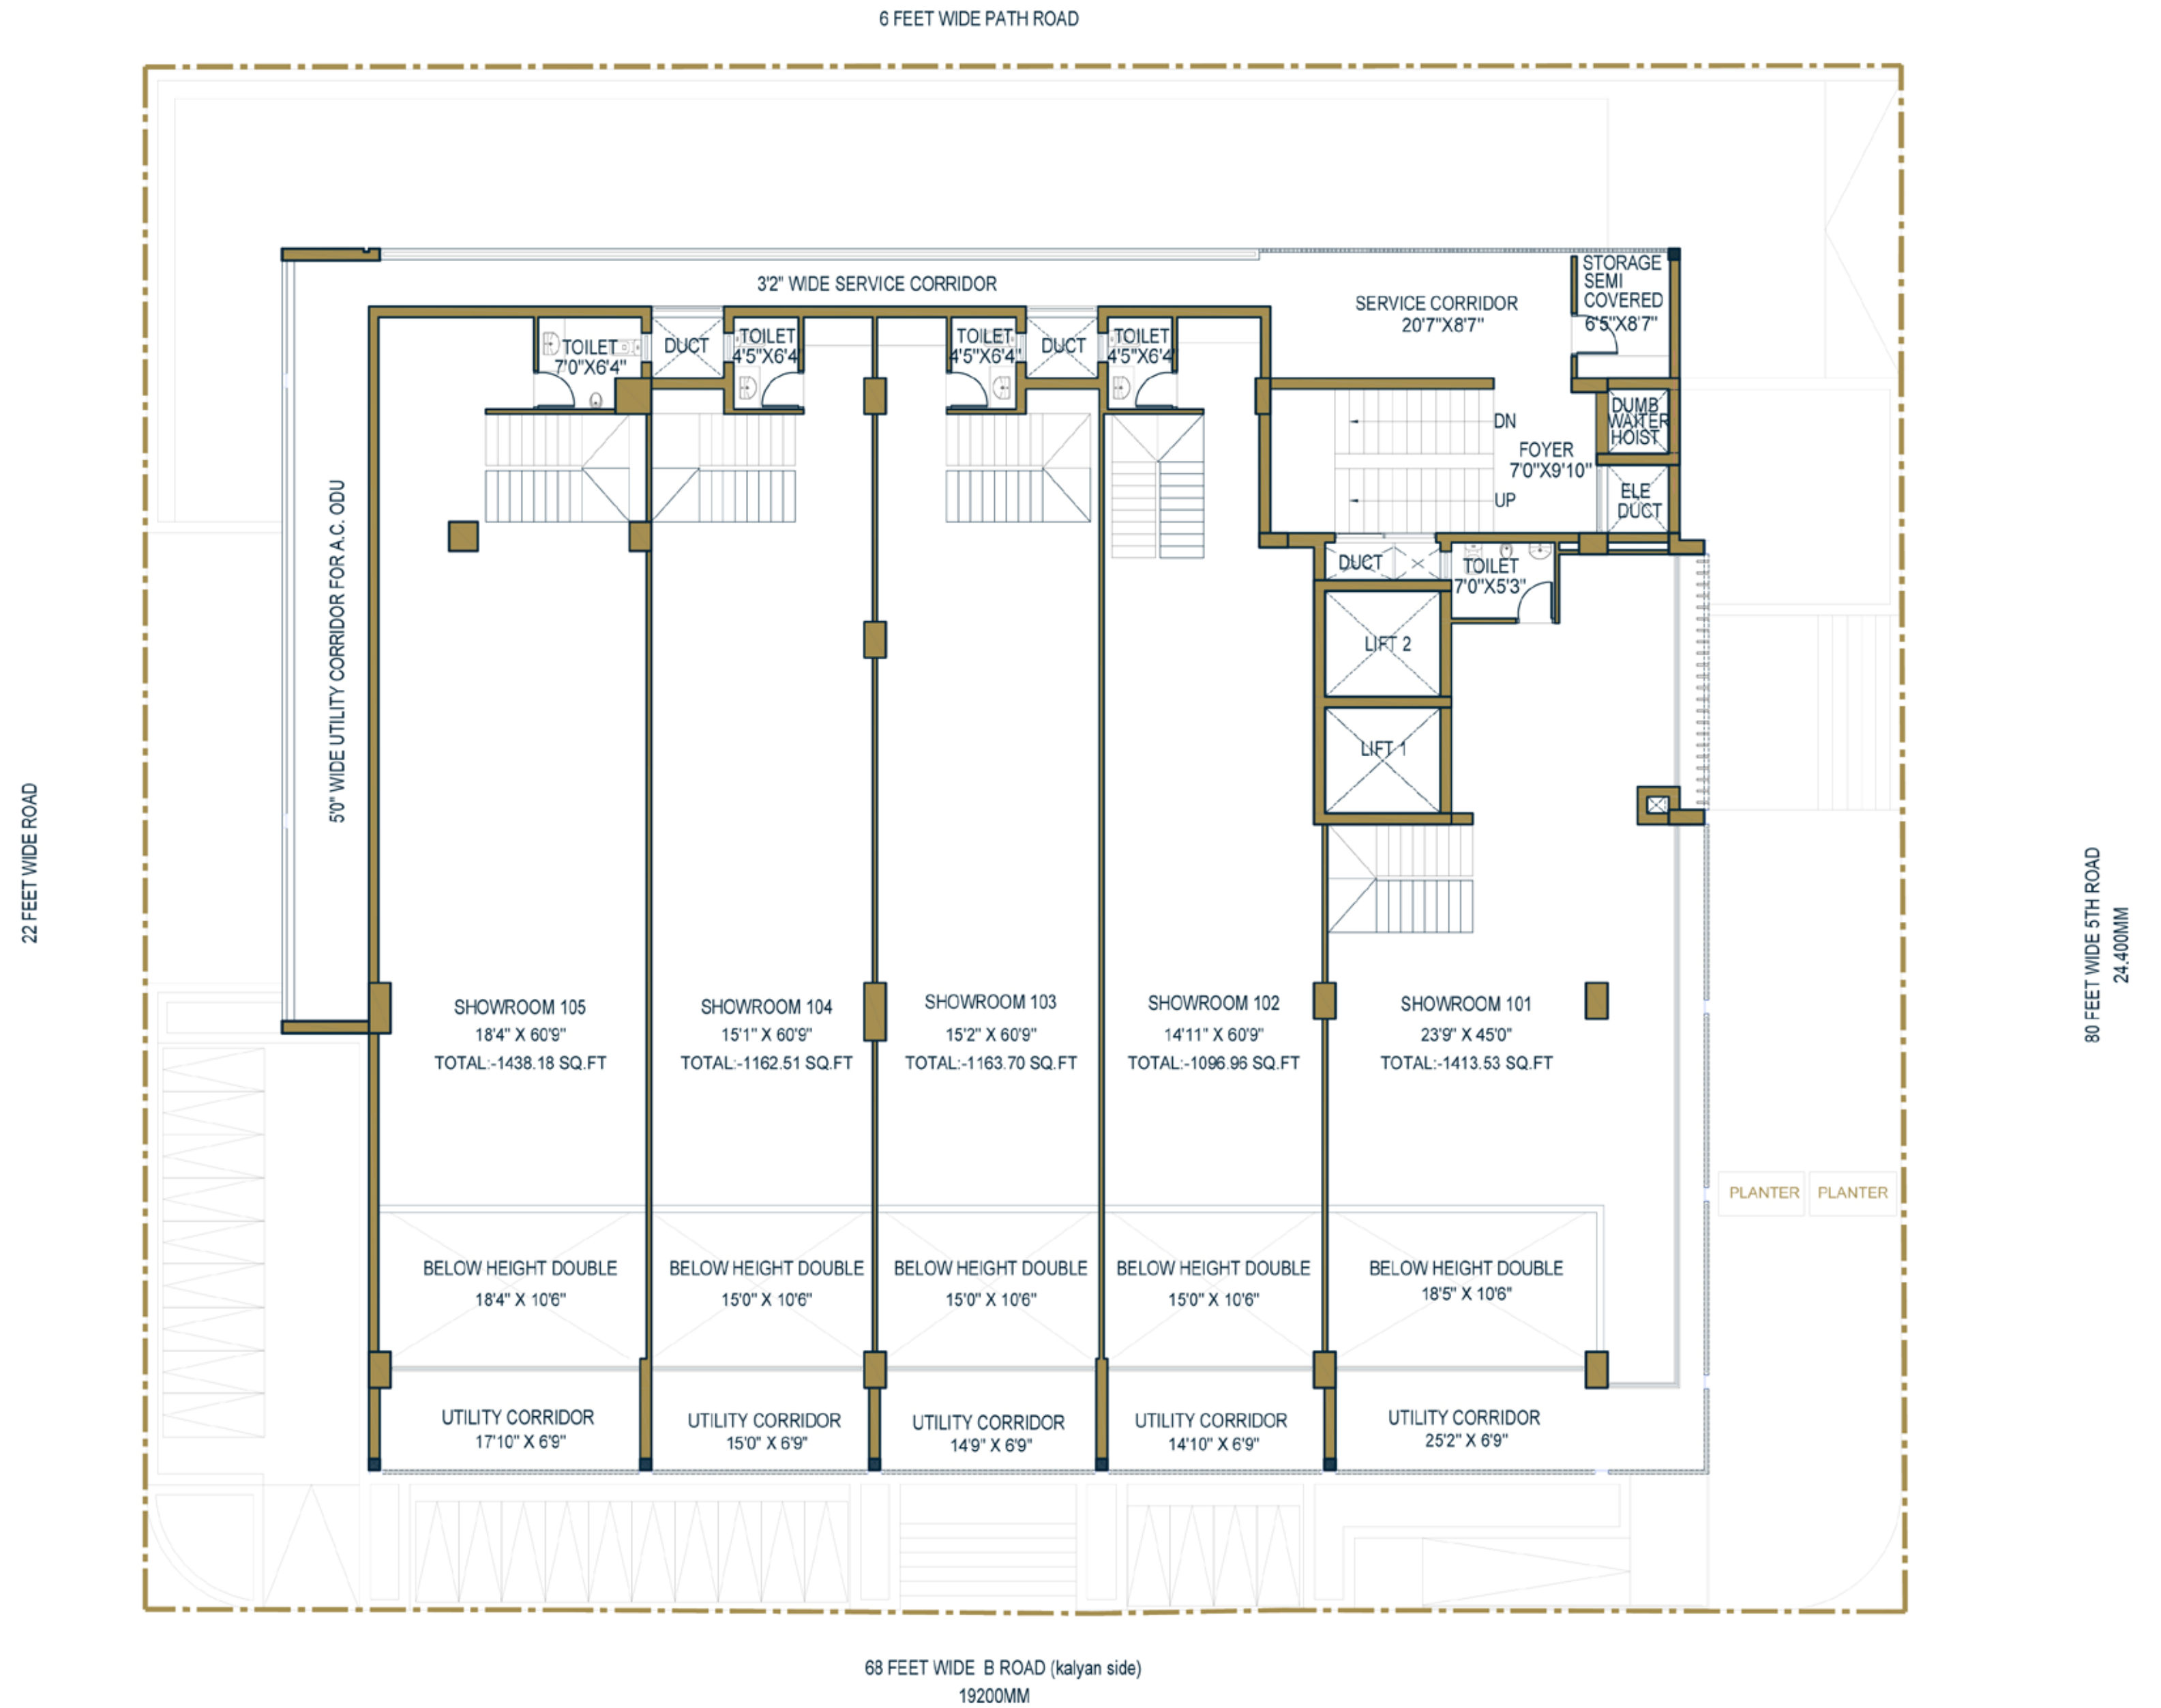 6 FEET WIDE PATH ROAD
3'2" WIDE SERVICE CORRIDOR
SERVICE CORRIDOR
20'7"X8'7"
STORAGE
SEMI
COVERED
6'5"X8'7"
TOILET
7'0"X6'4"
DUCT
TOILET
4'5"X6'4"
TOILET
4'5"X6'4"
DUCT
TOILET
4'5"X6'4"
DN
UP
FOYER
7'0"X9'10"
DUMB
WAITER
HOIST
ELE
DUCT
DUCT
TOILET
7'0"X5'3"
LIFT 2
LIFT 1
5'0" WIDE UTILITY CORRIDOR FOR A.C. ODU
22 FEET WIDE ROAD
80 FEET WIDE 5TH ROAD
24.400MM
SHOWROOM 105
18'4" X 60'9"
TOTAL:-1438.18 SQ.FT
SHOWROOM 104
15'1" X 60'9"
TOTAL:-1162.51 SQ.FT
SHOWROOM 103
15'2" X 60'9"
TOTAL:-1163.70 SQ.FT
SHOWROOM 102
14'11" X 60'9"
TOTAL:-1096.96 SQ.FT
SHOWROOM 101
23'9" X 45'0"
TOTAL:-1413.53 SQ.FT
PLANTER
PLANTER
BELOW HEIGHT DOUBLE
18'4" X 10'6"
BELOW HEIGHT DOUBLE
15'0" X 10'6"
BELOW HEIGHT DOUBLE
15'0" X 10'6"
BELOW HEIGHT DOUBLE
15'0" X 10'6"
BELOW HEIGHT DOUBLE
18'5" X 10'6"
UTILITY CORRIDOR
17'10" X 6'9"
UTILITY CORRIDOR
15'0" X 6'9"
UTILITY CORRIDOR
14'9" X 6'9"
UTILITY CORRIDOR
14'10" X 6'9"
UTILITY CORRIDOR
25'2" X 6'9"
68 FEET WIDE B ROAD (kalyan side)
19200MM